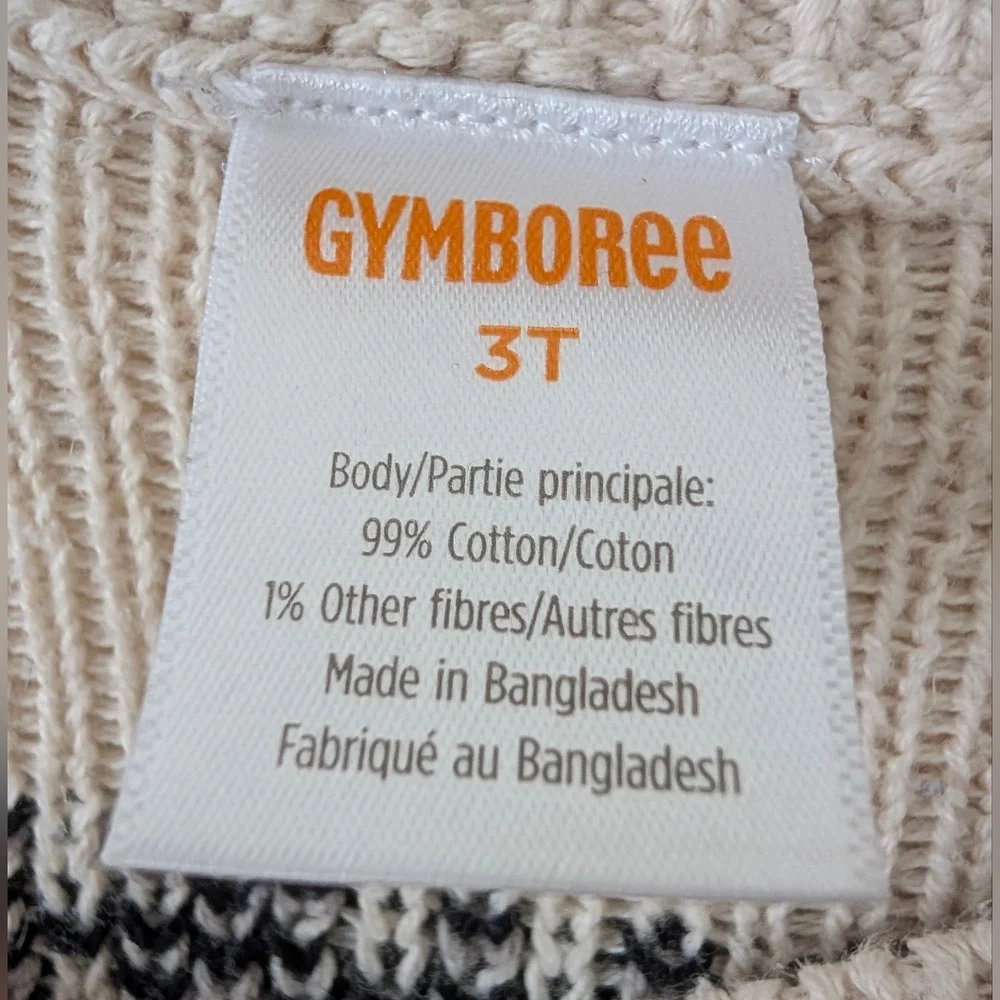 GYMBOREE
3T
Body/Partie principale:
99% Cotton/Coton
1% Other fibres/Autres fibres
Made in Bangladesh
Fabriqué au Bangladesh